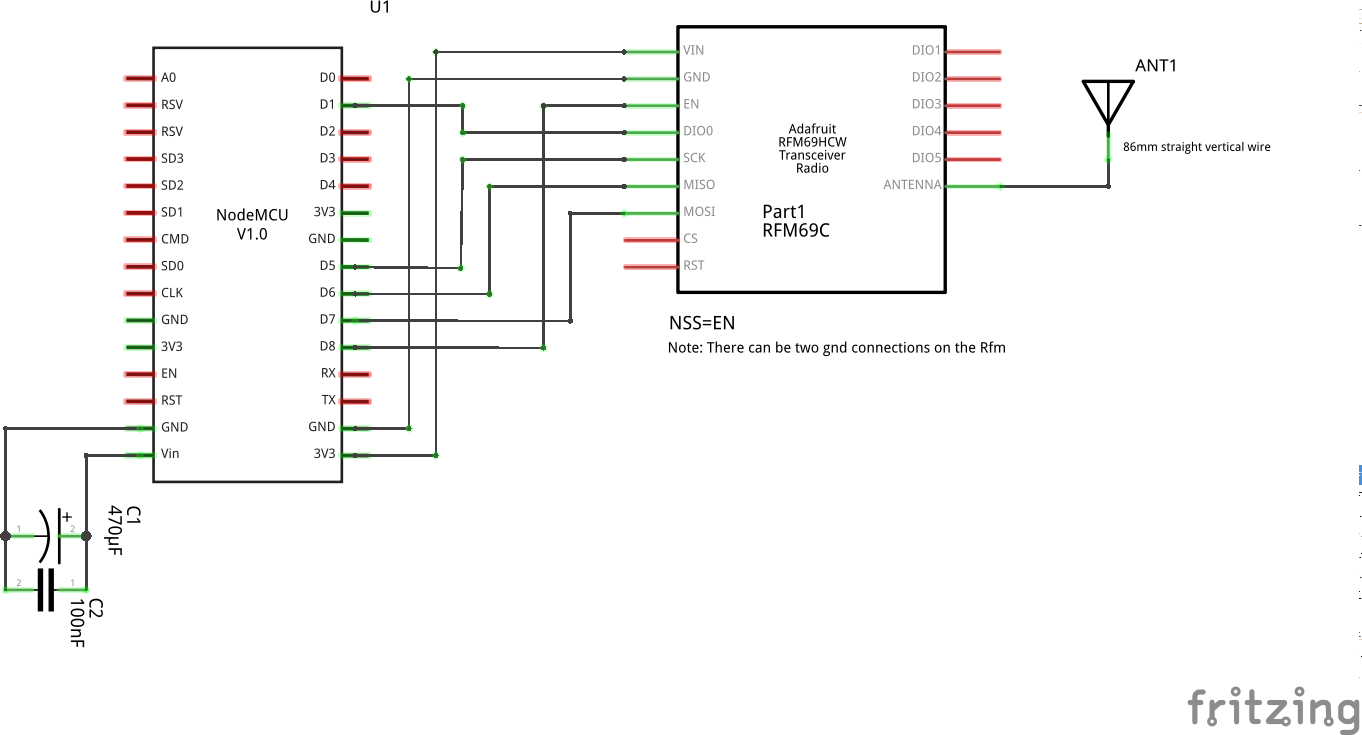 U1
A0
RSV
RSV
SD3
SD2
SD1
CMD
SD0
CLK
GND
3V3
EN
RST
GND
Vin
NodeMCU
V1.0
D0
D1
D2
D3
D4
3V3
GND
D5
D6
D7
D8
RX
TX
GND
3V3
VIN
GND
EN
DIO0
SCK
MISO
MOSI
CS
RST
Adafruit
RFM69HCW
Transceiver
Radio
Part1
RFM69C
DIO1
DIO2
DIO3
DIO4
DIO5
ANTENNA
ANT1
86mm straight vertical wire
NSS=EN
Note: There can be two gnd connections on the Rfm
1
+
2
C1
470µF
2
1
C2
100nF
fritzing